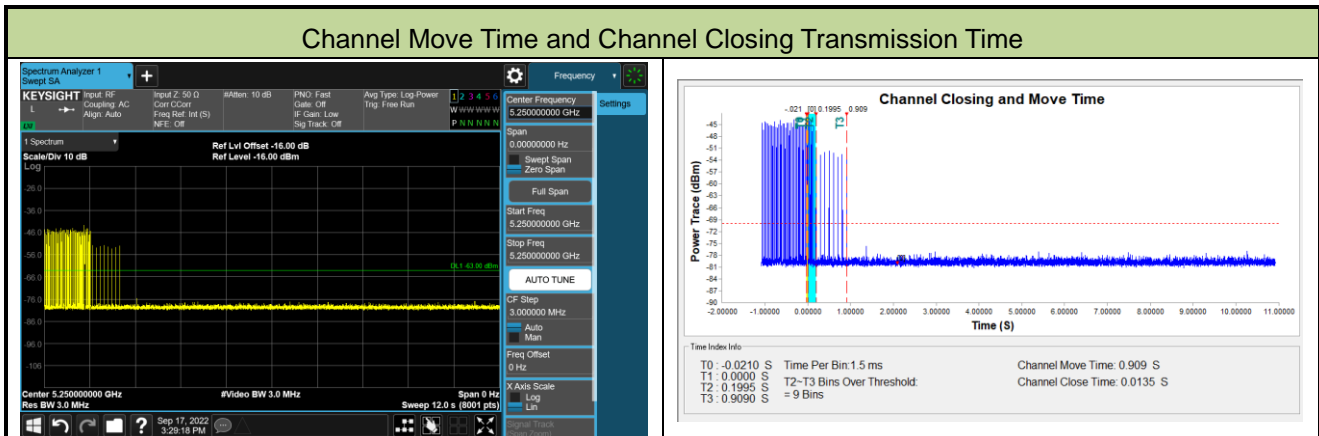 Channel Move Time and Channel Closing Transmission Time
Spectrum Analyzer 1
Swept SA
Frequency
KEYSIGHT
L
Input: RF
Coupling: AC
Align: Auto
Input Z: 50 Ω
Corr CCorr
Freq Ref: Int (S)
NFE: Off
#Atten: 10 dB
PNO: Fast
Gate: Off
IF Gain: Low
Sig Track: Off
Avg Type: Log-Power
Trig: Free Run
1 2 3 4 5 6
W W W W W W
P N N N N N
1 Spectrum
Scale/Div 10 dB
Log
Ref Lvl Offset -16.00 dB
Ref Level -16.00 dBm
-26.0
-36.0
-46.0
-56.0
-66.0
-76.0
-86.0
-96.0
-106
DL1 -63.00 dBm
Center 5.250000000 GHz
Res BW 3.0 MHz
#Video BW 3.0 MHz
Span 0 Hz
Sweep 12.0 s (8001 pts)
Center Frequency
5.250000000 GHz
Settings
Span
0.00000000 Hz
Swept Span
Zero Span
Full Span
Start Freq
5.250000000 GHz
Stop Freq
5.250000000 GHz
AUTO TUNE
CF Step
3.000000 MHz
Auto
Man
Freq Offset
0 Hz
X Axis Scale
Log
Lin
Signal Track
(Span Zoom)
Sep 17, 2022
3:29:18 PM
Channel Closing and Move Time
-.021 [0] 0.1995 0.909
T3
Power Trace (dBm)
-45
-48
-51
-54
-57
-60
-63
-66
-69
-72
-75
-78
-81
-84
-87
-90
-2.00000 -1.00000 0.00000 1.00000 2.00000 3.00000 4.00000 5.00000 6.00000 7.00000 8.00000 9.00000 10.00000 11.00000
Time (S)
Time Index Info
T0 : -0.0210 S
T1 : 0.0000 S
T2 : 0.1995 S
T3 : 0.9090 S
Time Per Bin:1.5 ms
T2~T3 Bins Over Threshold:
= 9 Bins
Channel Move Time: 0.909 S
Channel Close Time: 0.0135 S